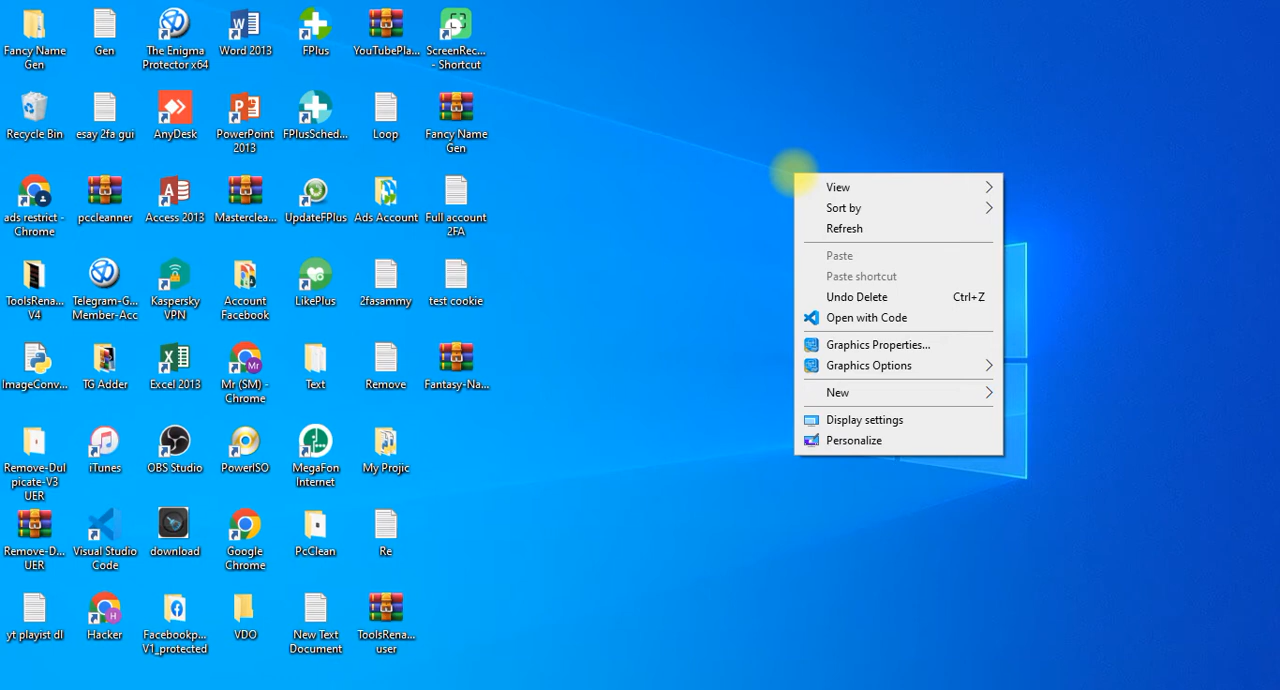 Fancy Name
Gen
Gen
The Enigma
Protector x64
Word 2013
FPlus
YouTubePla...
ScreenRec...
- Shortcut
Recycle Bin
esay 2fa gui
AnyDesk
PowerPoint
2013
FPlusSched...
Loop
Fancy Name
Gen
ads restrict -
Chrome
pccleanner
Access 2013
Masterclea...
UpdateFPlus
Ads Account
Full account
2FA
ToolsRena...
V4
Telegram-G...
Member-Acc
Kaspersky
VPN
Account
Facebook
LikePlus
2fasammy
test cookie
ImageConv...
TG Adder
Excel 2013
Mr (SM) -
Chrome
Text
Remove
Fantasy-Na...
Remove-Dul
picate-V3
UER
iTunes
OBS Studio
PowerISO
MegaFon
Internet
My Projic
Remove-D...
UER
Visual Studio
Code
download
Google
Chrome
PcClean
Re
yt playist dl
Hacker
Facebookp...
V1_protected
VDO
New Text
Document
ToolsRena...
user
View
Sort by
Refresh
Paste
Paste shortcut
Undo Delete Ctrl+Z
Open with Code
Graphics Properties...
Graphics Options
New
Display settings
Personalize